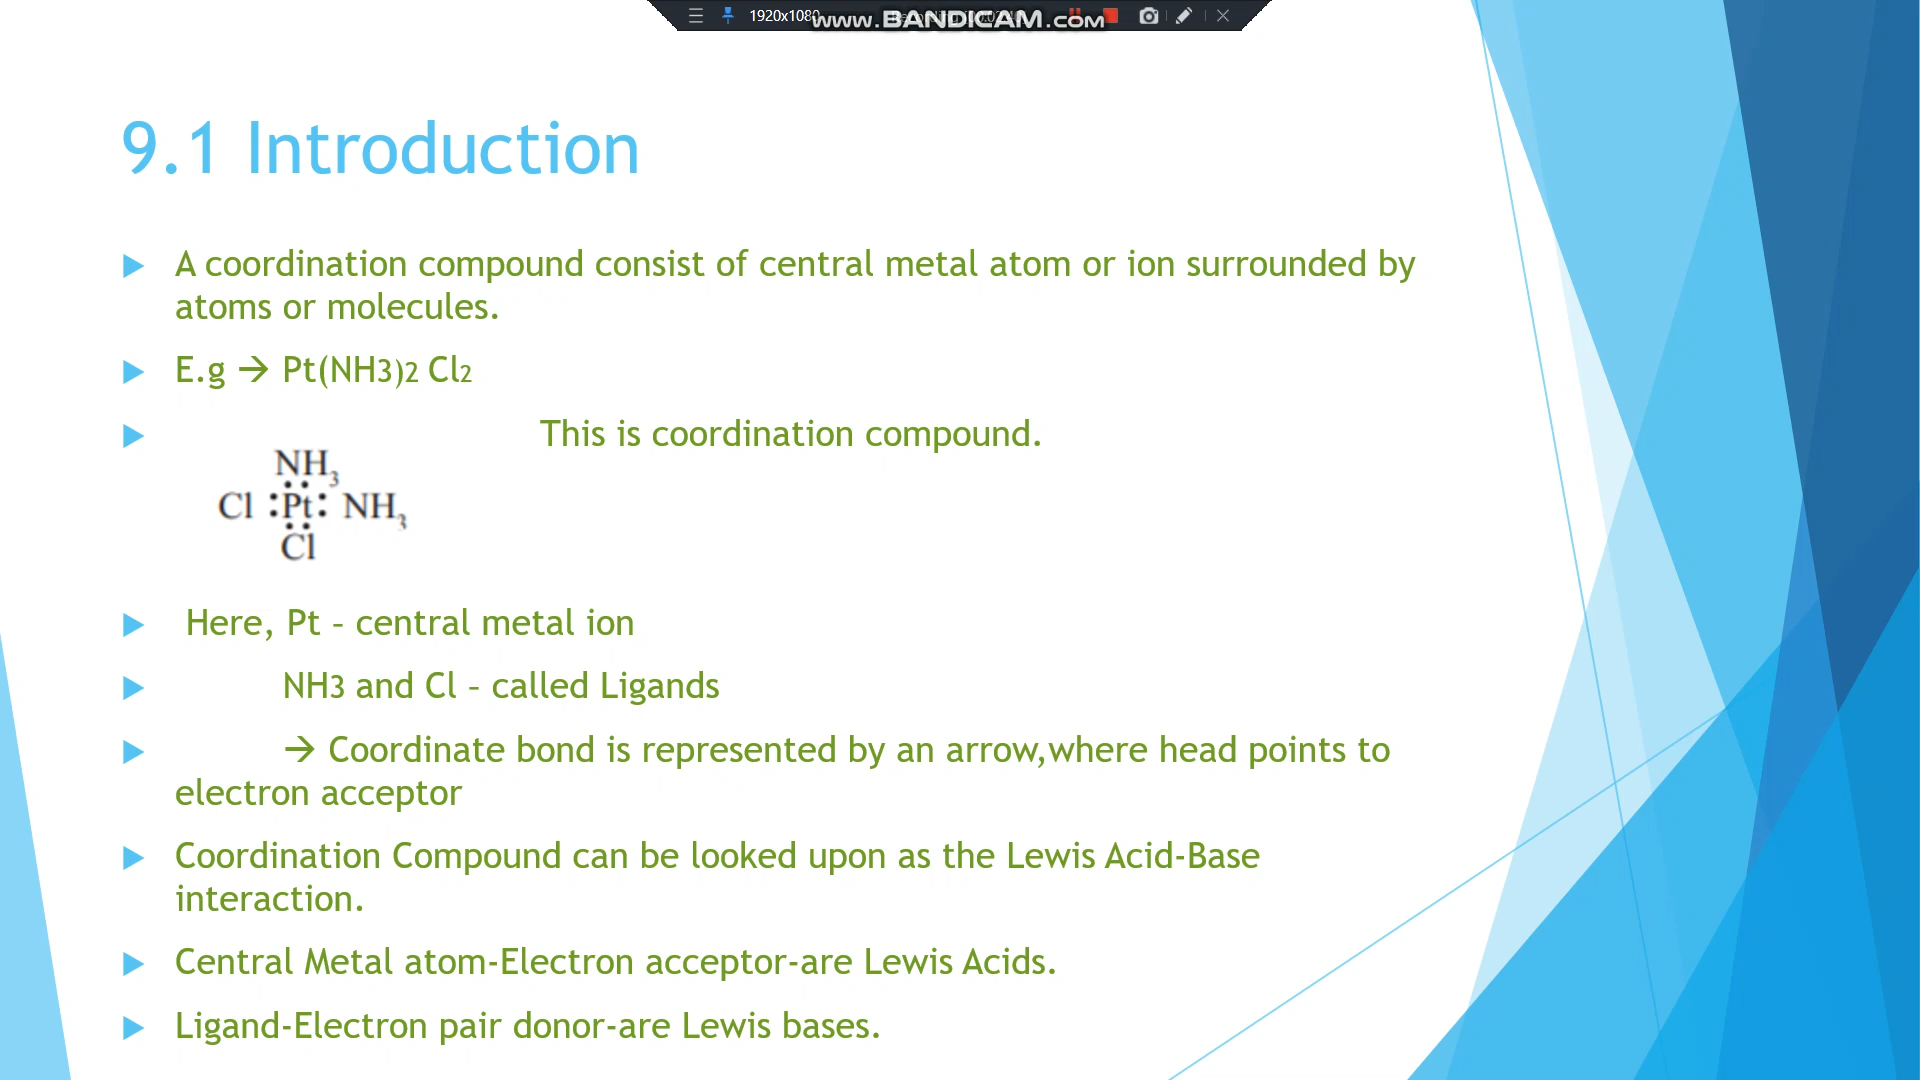 1920x1080
www.BANDICAM.com
9.1 Introduction
A coordination compound consist of central metal atom or ion surrounded by
atoms or molecules.
E.g → Pt(NH3)2 Cl2
This is coordination compound.
NH3
Cl :Pt: NH3
Cl
Here, Pt – central metal ion
NH3 and Cl – called Ligands
→ Coordinate bond is represented by an arrow,where head points to
electron acceptor
Coordination Compound can be looked upon as the Lewis Acid-Base
interaction.
Central Metal atom-Electron acceptor-are Lewis Acids.
Ligand-Electron pair donor-are Lewis bases.